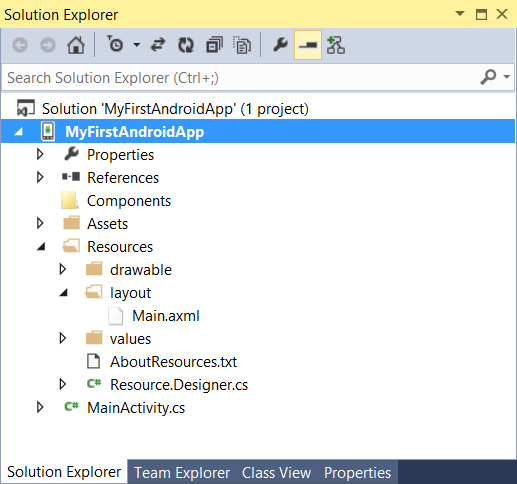 Solution Explorer
Search Solution Explorer (Ctrl+;)
Solution 'MyFirstAndroidApp' (1 project)
MyFirstAndroidApp
Properties
References
Components
Assets
Resources
drawable
layout
Main.axml
values
AboutResources.txt
C# Resource.Designer.cs
C# MainActivity.cs
Solution Explorer Team Explorer Class View Properties